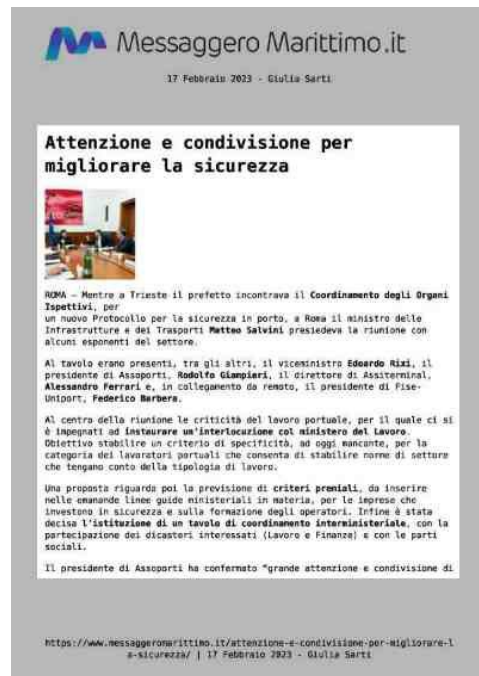 Messaggero Marittimo.it
17 Febbraio 2023 - Giulia Sarti
Attenzione e condivisione per
migliorare la sicurezza
ROMA – Mentre a Trieste il prefetto incontrava il Coordinamento degli Organi
Ispettivi, per
un nuovo Protocollo per la sicurezza in porto, a Roma il ministro delle
Infrastrutture e dei Trasporti Matteo Salvini presiedeva la riunione con
alcuni esponenti del settore.
Al tavolo erano presenti, tra gli altri, il viceministro Edoardo Rixi, il
presidente di Assoporti, Rodolfo Giampieri, il direttore di Assiterminal,
Alessandro Ferrari e, in collegamento da remoto, il presidente di Fise-
Uniport, Federico Barbera.
Al centro della riunione le criticità del lavoro portuale, per il quale ci si
è impegnati ad instaurare un'interlocuzione col ministero del Lavoro.
Obiettivo stabilire un criterio di specificità, ad oggi mancante, per la
categoria dei lavoratori portuali che consenta di stabilire norme di settore
che tengano conto della tipologia di lavoro.
Una proposta riguarda poi la previsione di criteri premiali, da inserire
nelle emanande linee guide ministeriali in materia, per le imprese che
investono in sicurezza e sulla formazione degli operatori. Infine è stata
decisa l'istituzione di un tavolo di coordinamento interministeriale, con la
partecipazione dei dicasteri interessati (Lavoro e Finanze) e con le parti
sociali.
Il presidente di Assoporti ha confermato "grande attenzione e condivisione di
https://www.messaggeromarittimo.it/attenzione-e-condivisione-per-migliorare-l
a-sicurezza/ | 17 Febbraio 2023 - Giulia Sarti